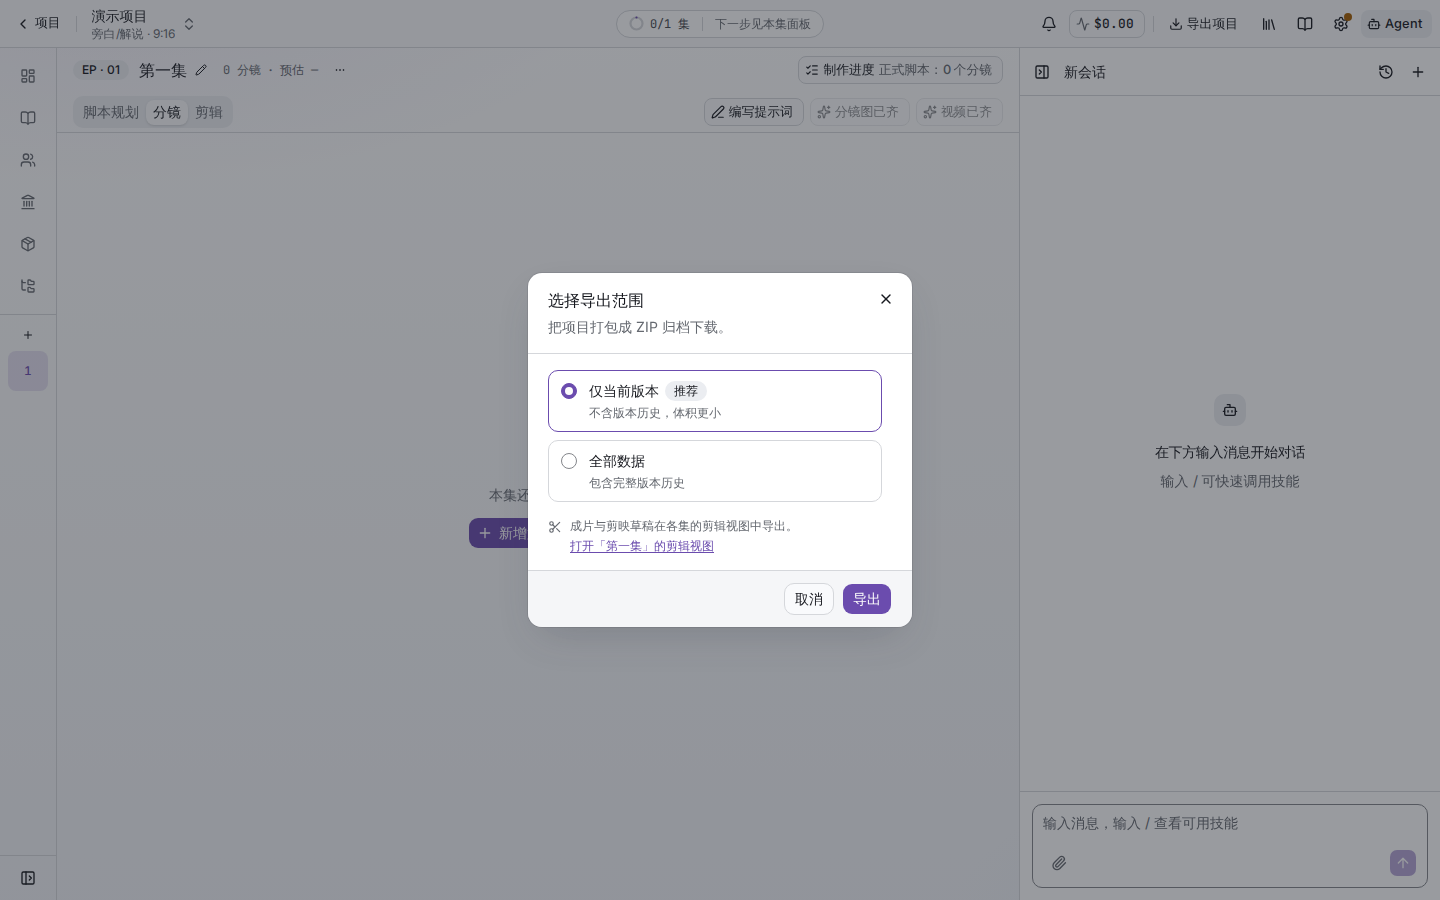 项目
演示项目
旁白/解说 · 9:16
0/1 集
下一步见本集面板
$0.00
导出项目
Agent
EP · 01
第一集
0 分镜 · 预估 —
制作进度 正式脚本：0 个分镜
新会话
脚本规划
分镜
剪辑
编写提示词
分镜图已齐
视频已齐
1
本集还
新增
选择导出范围
把项目打包成 ZIP 归档下载。
仅当前版本
推荐
不含版本历史，体积更小
全部数据
包含完整版本历史
成片与剪映草稿在各集的剪辑视图中导出。
打开「第一集」的剪辑视图
取消
导出
在下方输入消息开始对话
输入 / 可快速调用技能
输入消息，输入 / 查看可用技能